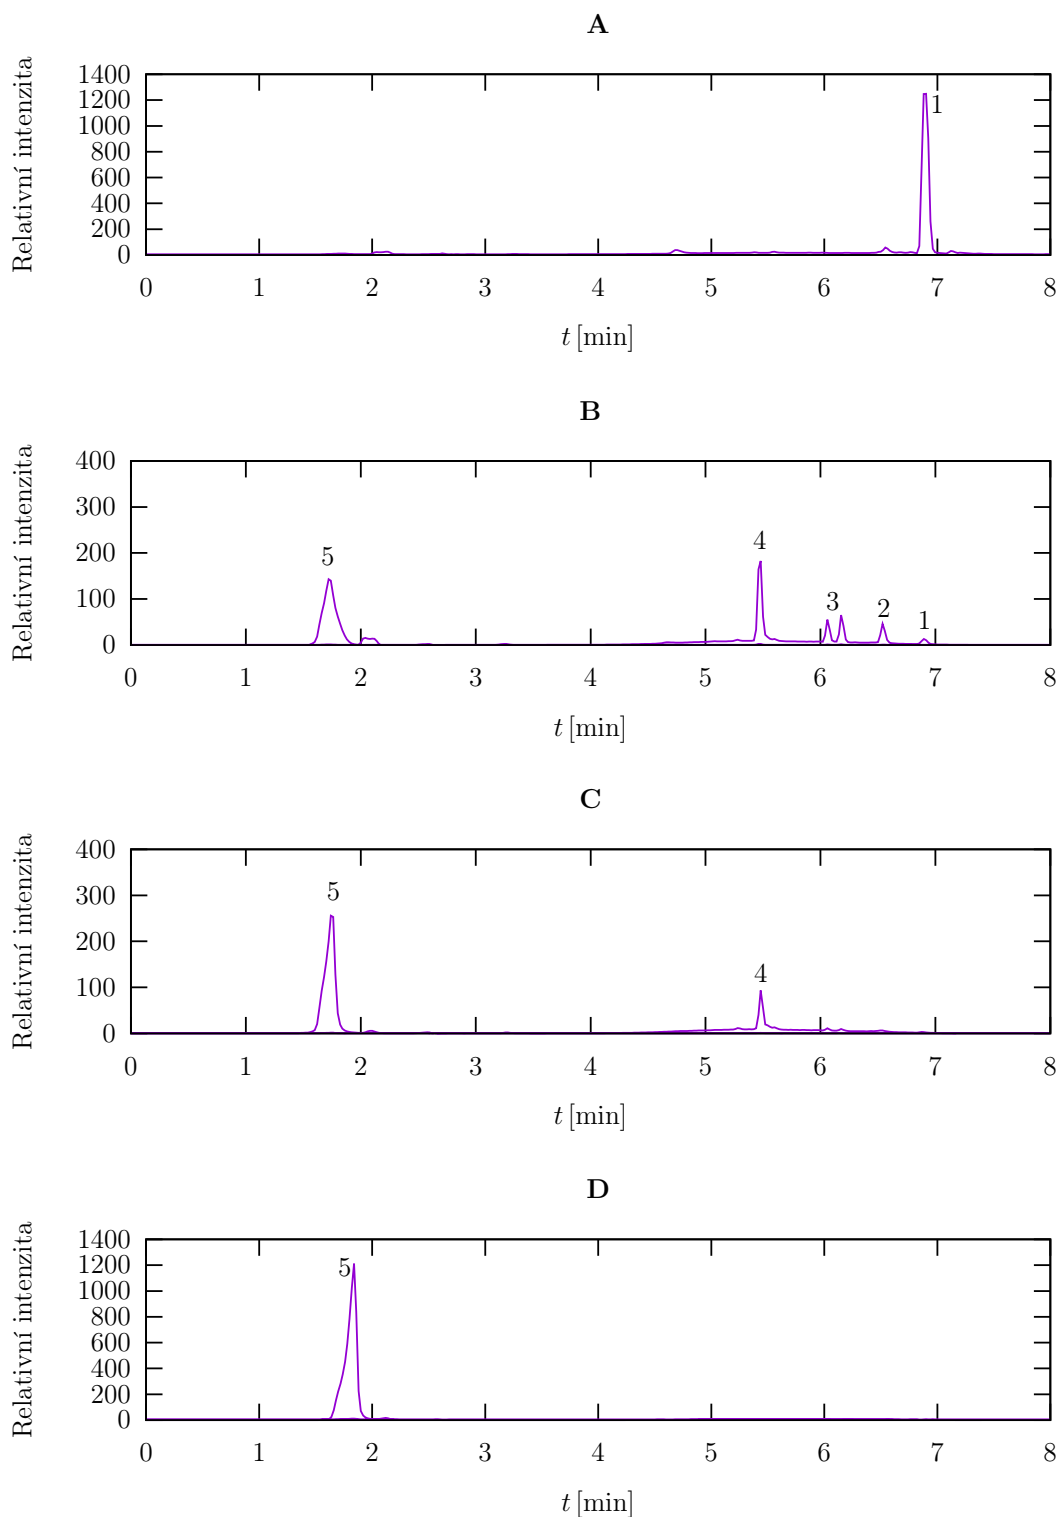 A
Relativní intenzita
1400
1200
1000
800
600
400
200
0
1
0 1 2 3 4 5 6 7 8
t [min]
B
Relativní intenzita
400
300
200
100
0
5 4 3 2 1
0 1 2 3 4 5 6 7 8
t [min]
C
Relativní intenzita
400
300
200
100
0
5 4
0 1 2 3 4 5 6 7 8
t [min]
D
Relativní intenzita
1400
1200
1000
800
600
400
200
0
5
0 1 2 3 4 5 6 7 8
t [min]